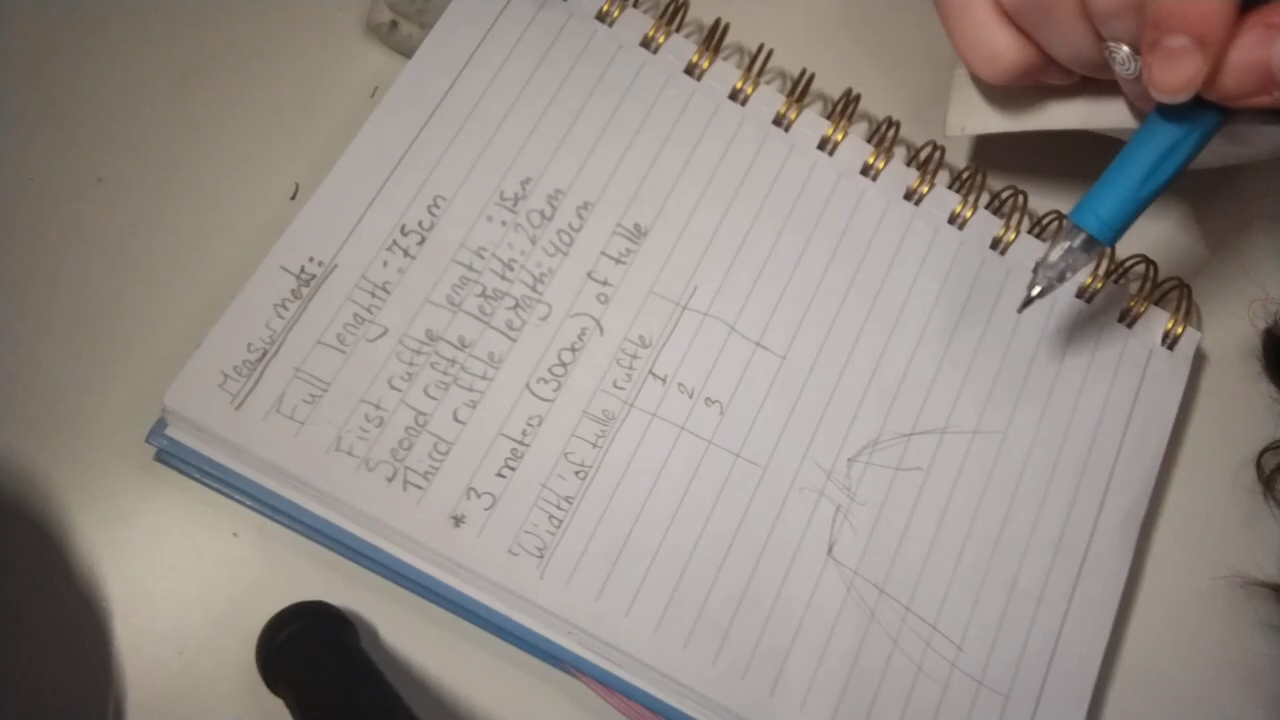 Measurments:
Full lenghth: 75cm
First ruffle length : 15cm
Second ruffle length: 20cm
Third ruffle length: 40cm
* 3 meters (300cm) of tulle
Width of tulle | ruffle
1
2
3